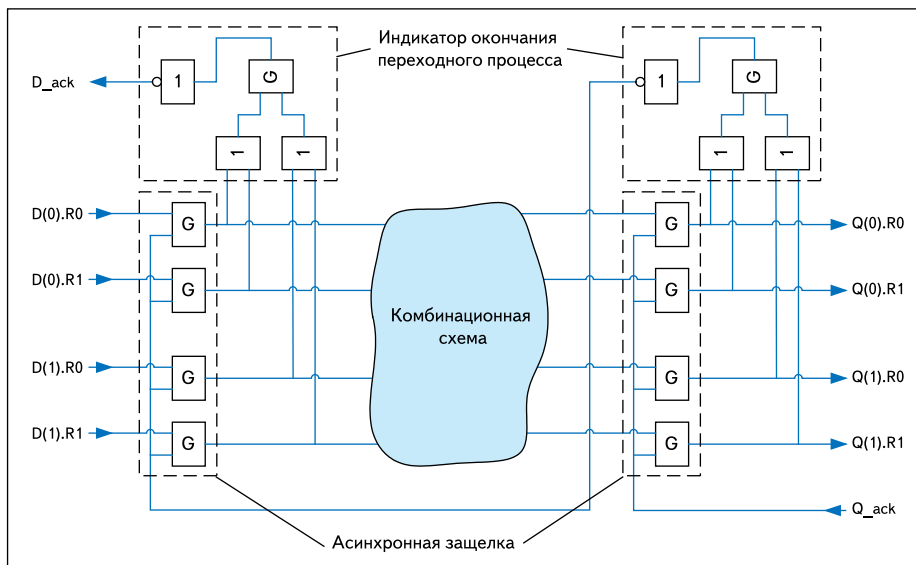 Индикатор окончания
переходного процесса
D_ack
1
G
1
1
1
G
1
1
D(0).R0
G
G
Q(0).R0
D(0).R1
G
G
Q(0).R1
Комбинационная
схема
D(1).R0
G
G
Q(1).R0
D(1).R1
G
G
Q(1).R1
Q_ack
Асинхронная защелка